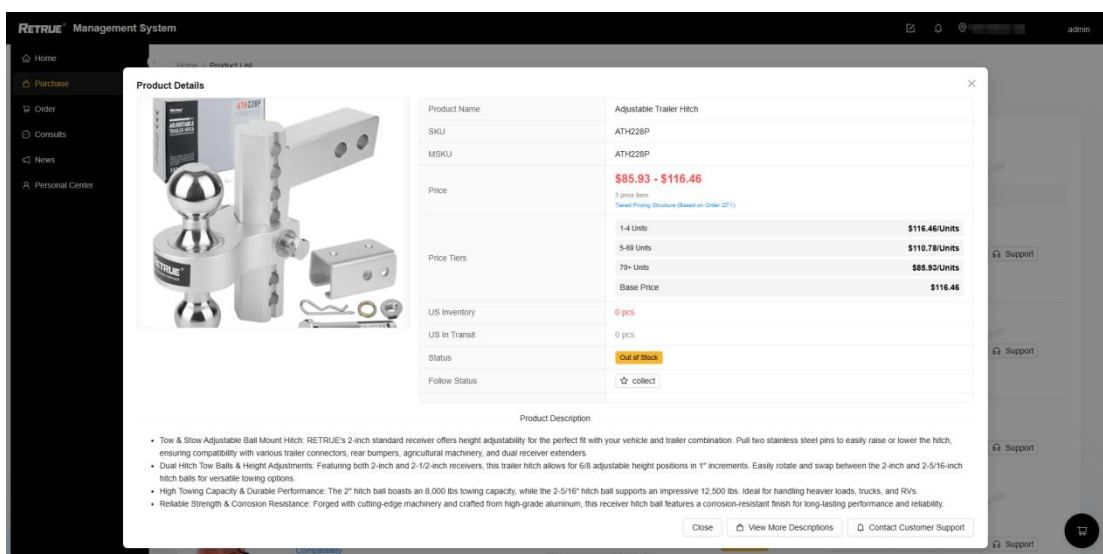 RETRUE® Management System
admin
Home
Purchase
Order
Consults
News
Personal Center
Home / Product List
Product Details
ATH228P
ADJUSTABLE
TRAILER HITCH
RETRUE
Product Name
Adjustable Trailer Hitch
SKU
ATH228P
MSKU
ATH228P
Price
$85.93 - $116.46
3 price tiers
Tiered Pricing Structure (Based on Order QTY)
Price Tiers
1-4 Units $116.46/Units
5-69 Units $110.78/Units
70+ Units $85.93/Units
Base Price $116.46
US Inventory
0 pcs
US In Transit
0 pcs
Status
Out of Stock
Follow Status
collect
Support
Support
Support
Support
Product Description
• Tow & Stow Adjustable Ball Mount Hitch: RETRUE's 2-inch standard receiver offers height adjustability for the perfect fit with your vehicle and trailer combination. Pull two stainless steel pins to easily raise or lower the hitch,
ensuring compatibility with various trailer connectors, rear bumpers, agricultural machinery, and dual receiver extenders.
• Dual Hitch Tow Balls & Height Adjustments: Featuring both 2-inch and 2-1/2-inch receivers, this trailer hitch allows for 6/8 adjustable height positions in 1" increments. Easily rotate and swap between the 2-inch and 2-5/16-inch
hitch balls for versatile towing options.
• High Towing Capacity & Durable Performance: The 2" hitch ball boasts an 8,000 lbs towing capacity, while the 2-5/16" hitch ball supports an impressive 12,500 lbs. Ideal for handling heavier loads, trucks, and RVs.
• Reliable Strength & Corrosion Resistance: Forged with cutting-edge machinery and crafted from high-grade aluminum, this receiver hitch ball features a corrosion-resistant finish for long-lasting performance and reliability.
Close
View More Descriptions
Contact Customer Support
Compatibility